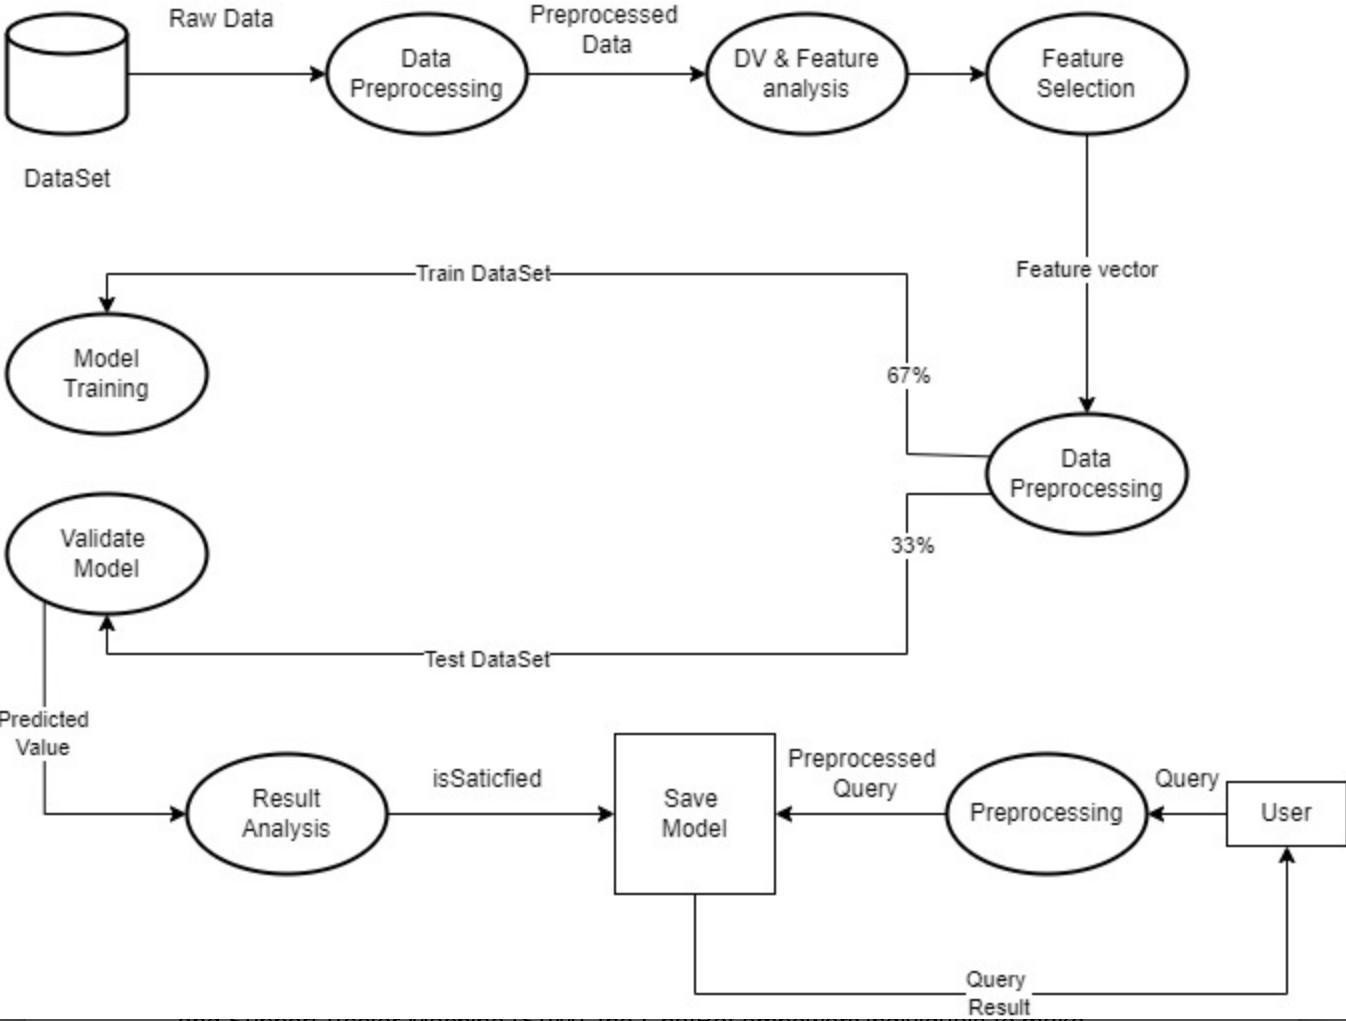 Raw Data
Preprocessed
Data
Data
Preprocessing
DV & Feature
analysis
Feature
Selection
DataSet
Train DataSet
Feature vector
Model
Training
67%
Data
Preprocessing
Validate
Model
33%
Test DataSet
Predicted
Value
Result
Analysis
isSaticfied
Save
Model
Preprocessed
Query
Preprocessing
Query
User
Query
Result